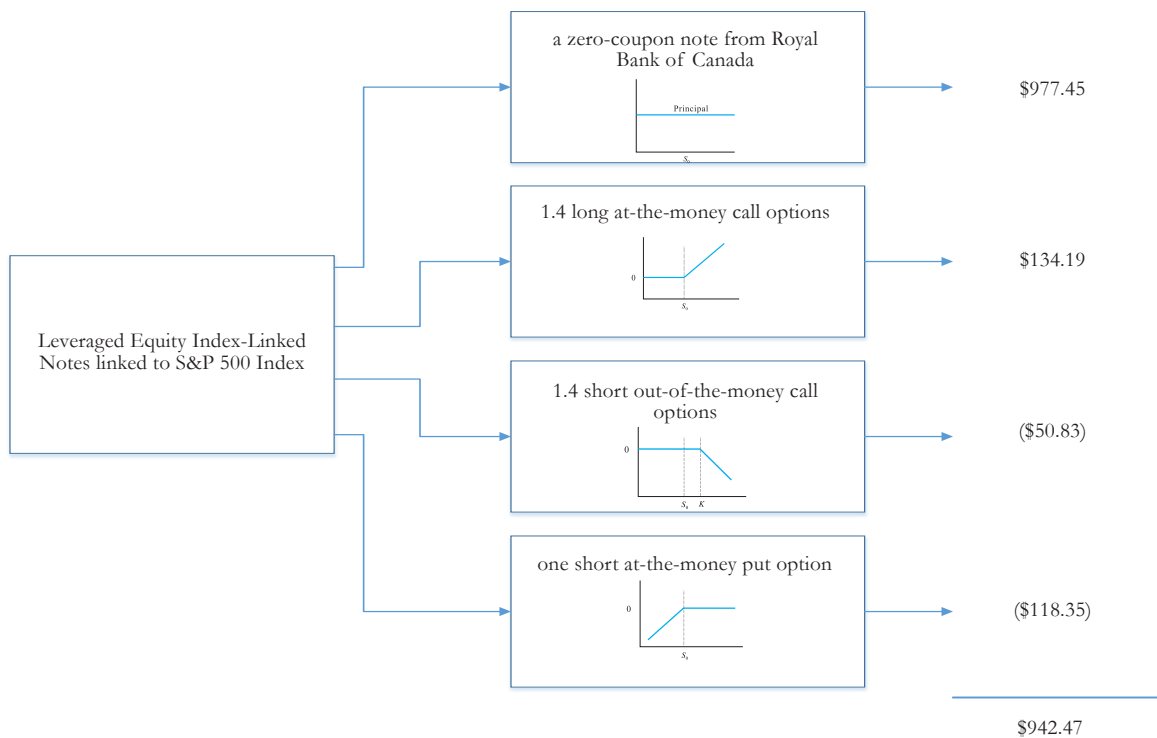 a zero-coupon note from Royal
Bank of Canada
Principal
S₀
$977.45
1.4 long at-the-money call options
0
S₀
$134.19
Leveraged Equity Index-Linked
Notes linked to S&P 500 Index
1.4 short out-of-the-money call
options
0
S₀ K
($50.83)
one short at-the-money put option
0
S₀
($118.35)
$942.47